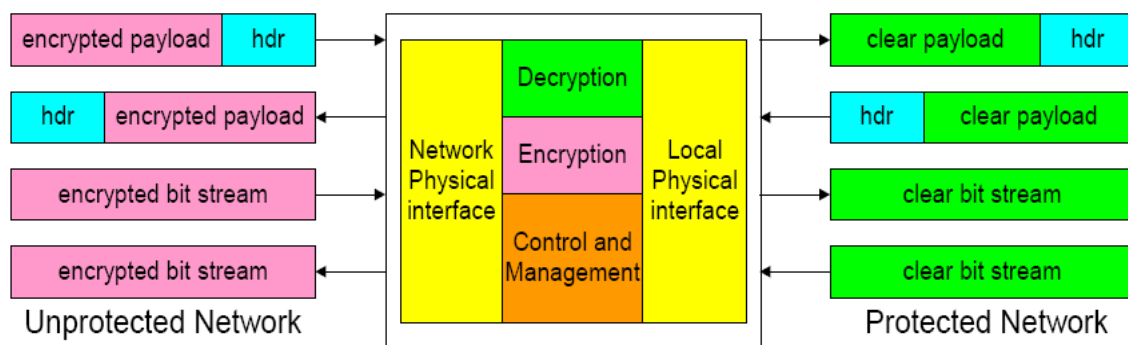 encrypted payload
hdr
hdr
encrypted payload
encrypted bit stream
encrypted bit stream
Unprotected Network
Network
Physical
interface
Decryption
Encryption
Control and
Management
Local
Physical
interface
clear payload
hdr
hdr
clear payload
clear bit stream
clear bit stream
Protected Network